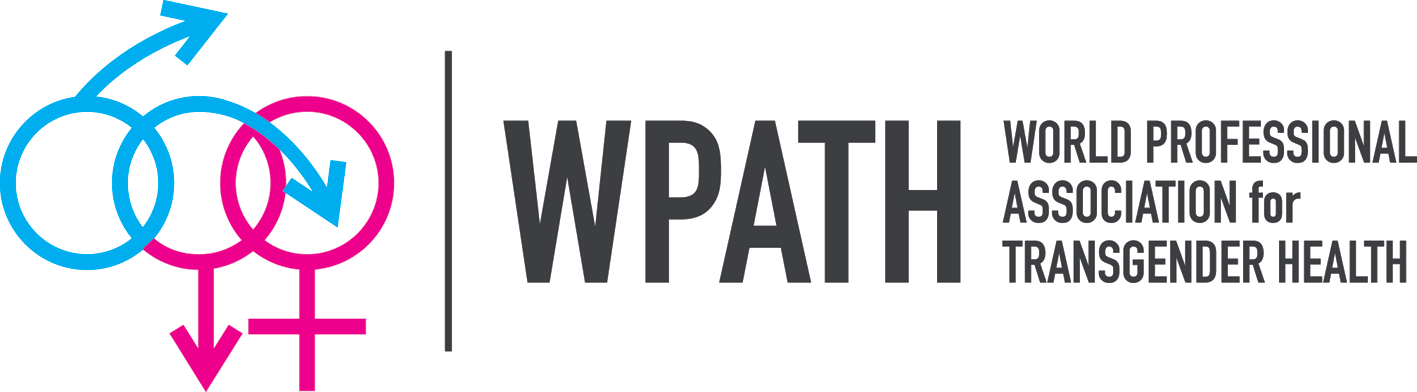 WPATH
WORLD PROFESSIONAL
ASSOCIATION for
TRANSGENDER HEALTH